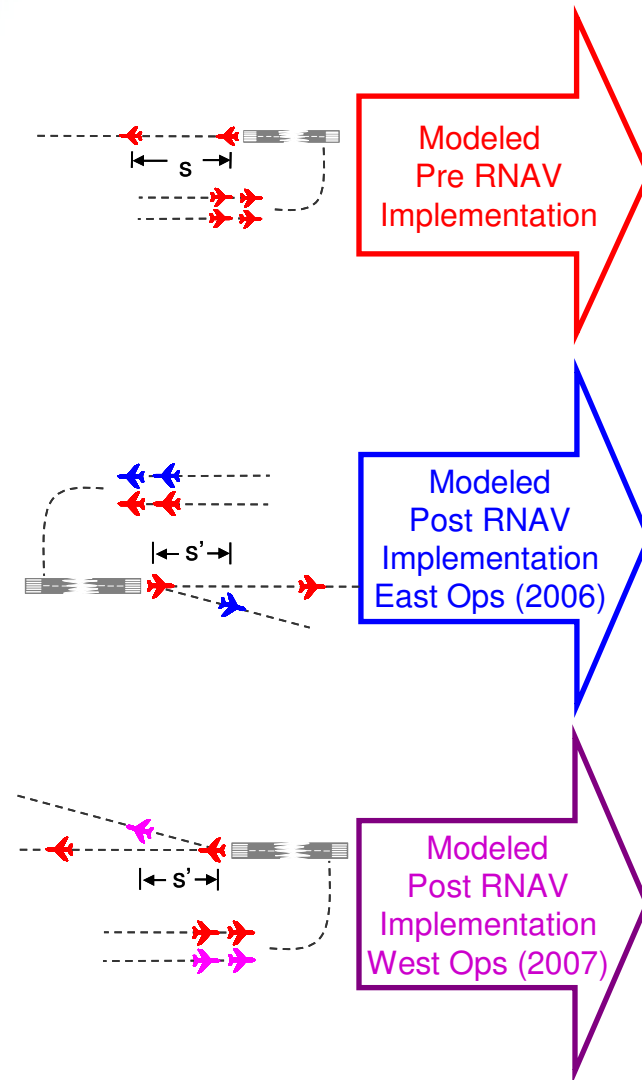 Modeled
Pre RNAV
Implementation
s
Modeled
Post RNAV
Implementation
East Ops (2006)
s'
Modeled
Post RNAV
Implementation
West Ops (2007)
s'